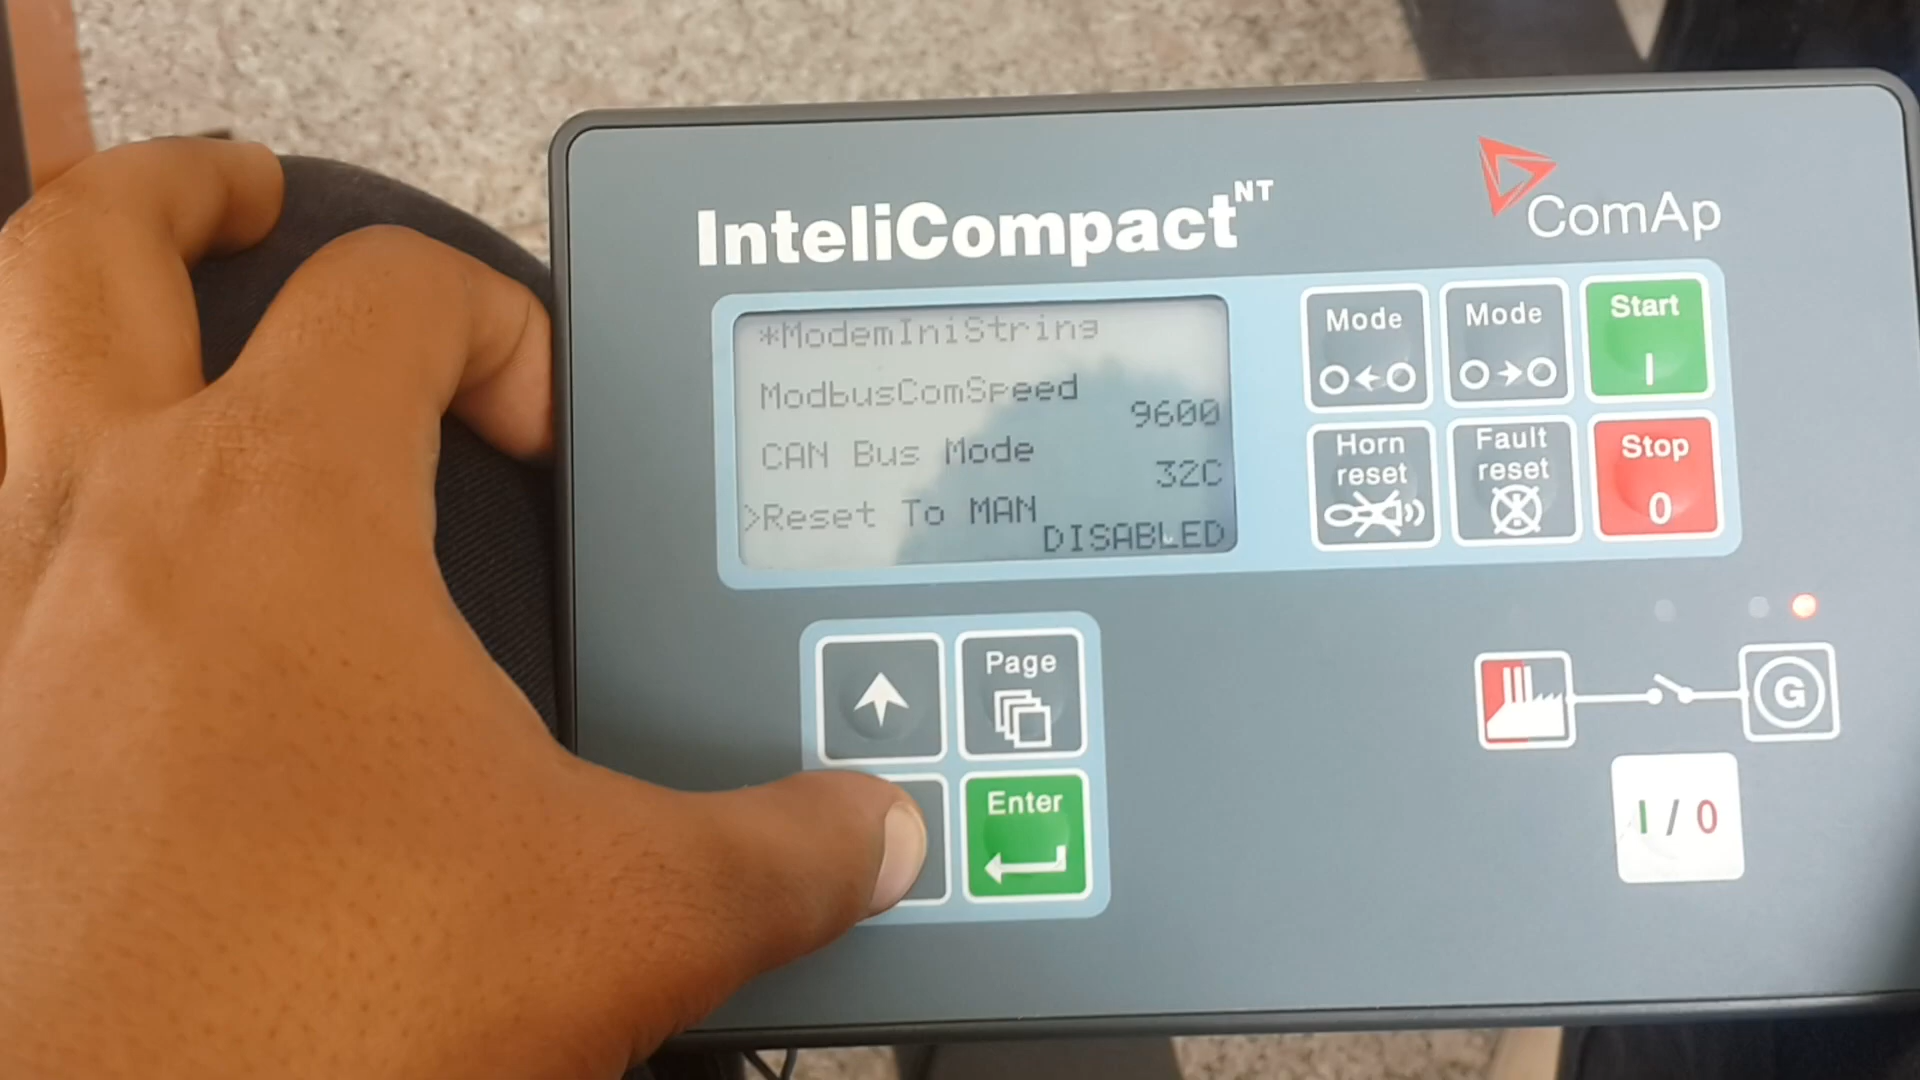 InteliCompact NT
ComAp
*ModemIniString
ModbusComSpeed
9600
CAN Bus Mode
32C
>Reset To MAN
DISABLED
Mode
Mode
Start
I
Horn
reset
Fault
reset
Stop
0
Page
Enter
G
I / 0